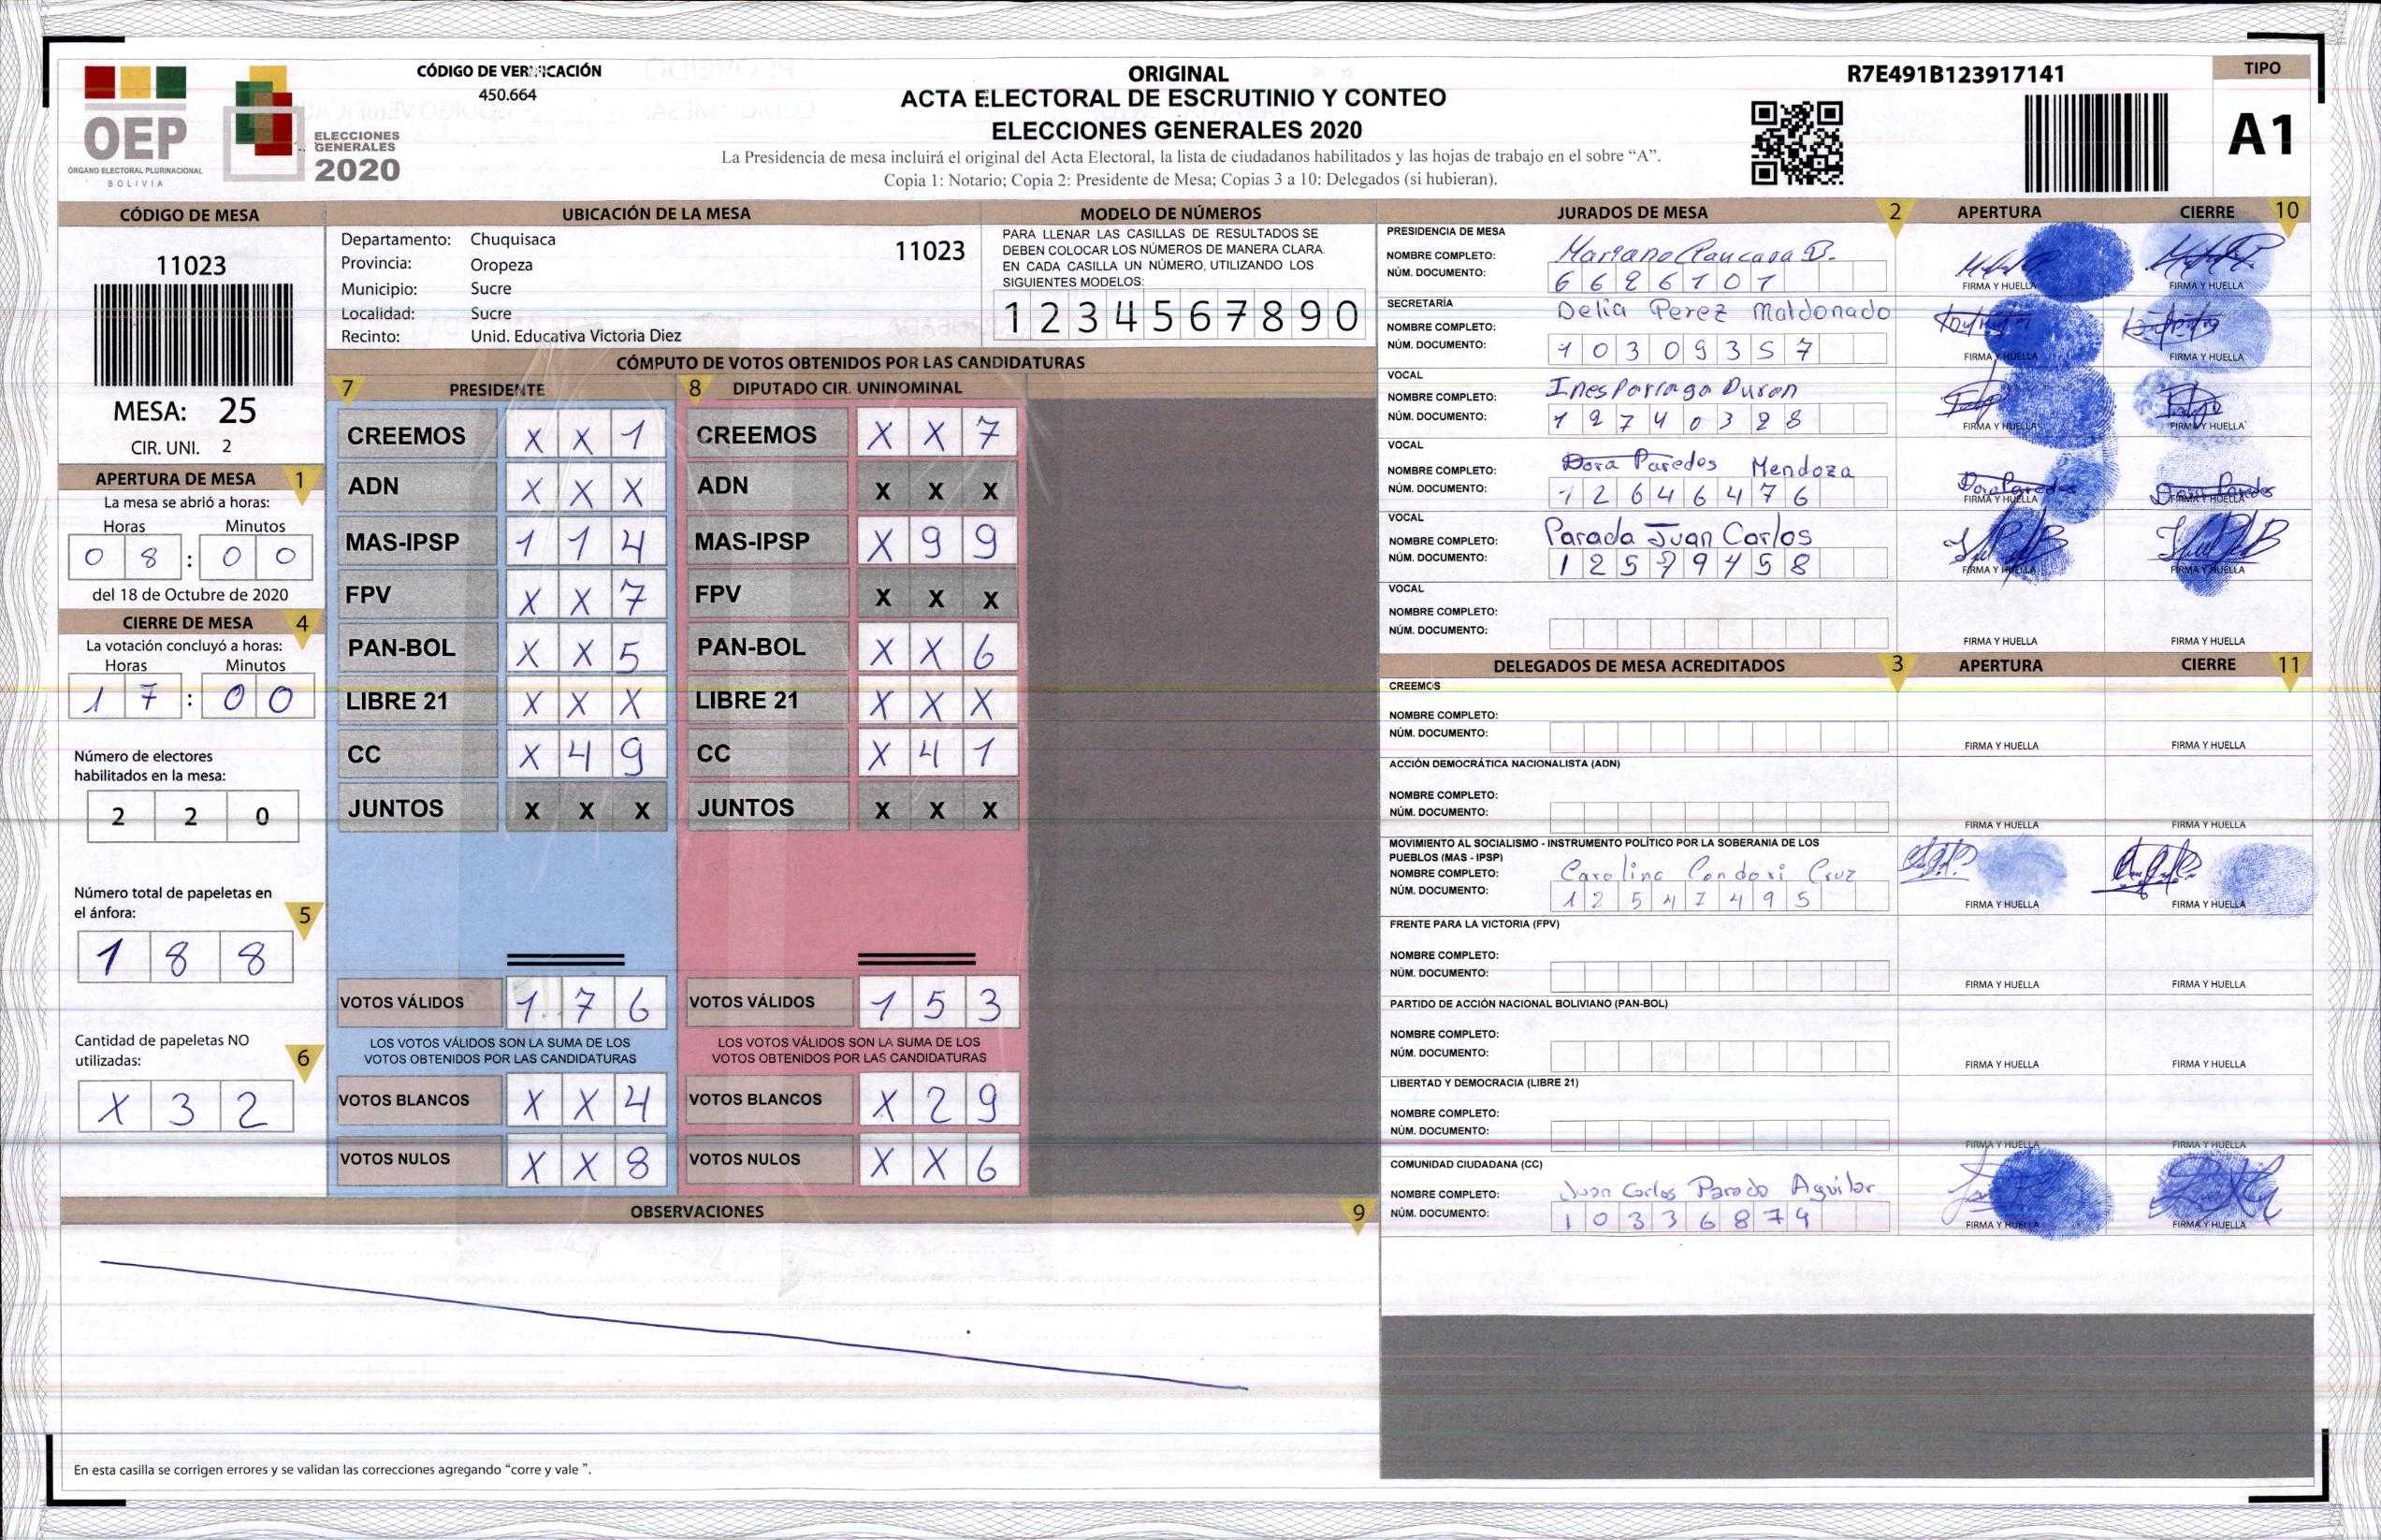 CÓDIGO DE VERIFICACIÓN
450.664
OEP
ÓRGANO ELECTORAL PLURINACIONAL
BOLIVIA
ELECCIONES
GENERALES
2020
ORIGINAL
ACTA ELECTORAL DE ESCRUTINIO Y CONTEO
ELECCIONES GENERALES 2020
La Presidencia de mesa incluirá el original del Acta Electoral, la lista de ciudadanos habilitados y las hojas de trabajo en el sobre “A”.
Copia 1: Notario; Copia 2: Presidente de Mesa; Copias 3 a 10: Delegados (si hubieran).
R7E491B123917141
TIPO
A1
CÓDIGO DE MESA
11023
MESA: 25
CIR. UNI. 2
APERTURA DE MESA 1
La mesa se abrió a horas:
Horas Minutos
0 8 : 0 0
del 18 de Octubre de 2020
CIERRE DE MESA 4
La votación concluyó a horas:
Horas Minutos
1 7 : 0 0
Número de electores
habilitados en la mesa:
2 2 0
Número total de papeletas en
el ánfora: 5
1 8 8
Cantidad de papeletas NO
utilizadas: 6
X 3 2
UBICACIÓN DE LA MESA
Departamento: Chuquisaca 11023
Provincia: Oropeza
Municipio: Sucre
Localidad: Sucre
Recinto: Unid. Educativa Victoria Diez
MODELO DE NÚMEROS
PARA LLENAR LAS CASILLAS DE RESULTADOS SE
DEBEN COLOCAR LOS NÚMEROS DE MANERA CLARA.
EN CADA CASILLA UN NÚMERO, UTILIZANDO LOS
SIGUIENTES MODELOS:
1 2 3 4 5 6 7 8 9 0
CÓMPUTO DE VOTOS OBTENIDOS POR LAS CANDIDATURAS
7 PRESIDENTE 8 DIPUTADO CIR. UNINOMINAL
CREEMOS X X 1 CREEMOS X X 7
ADN X X X ADN X X X
MAS-IPSP 1 1 4 MAS-IPSP X 9 9
FPV X X 7 FPV X X X
PAN-BOL X X 5 PAN-BOL X X 6
LIBRE 21 X X X LIBRE 21 X X X
CC X 4 9 CC X 4 1
JUNTOS X X X JUNTOS X X X
VOTOS VÁLIDOS 1 7 6 VOTOS VÁLIDOS 1 5 3
LOS VOTOS VÁLIDOS SON LA SUMA DE LOS LOS VOTOS VÁLIDOS SON LA SUMA DE LOS
VOTOS OBTENIDOS POR LAS CANDIDATURAS VOTOS OBTENIDOS POR LAS CANDIDATURAS
VOTOS BLANCOS X X 4 VOTOS BLANCOS X 2 9
VOTOS NULOS X X 8 VOTOS NULOS X X 6
OBSERVACIONES 9
En esta casilla se corrigen errores y se validan las correcciones agregando “corre y vale ”.
JURADOS DE MESA 2 APERTURA CIERRE 10
PRESIDENCIA DE MESA
NOMBRE COMPLETO: Mariano B.
NÚM. DOCUMENTO: 6 6 2 6 1 0 1
FIRMA Y HUELLA FIRMA Y HUELLA
SECRETARÍA
NOMBRE COMPLETO: Delia Perez Maldonado
NÚM. DOCUMENTO: 1 0 3 0 9 3 5 7
FIRMA Y HUELLA FIRMA Y HUELLA
VOCAL
NOMBRE COMPLETO: Ines Duron
NÚM. DOCUMENTO: 1 2 7 4 0 3 2 8
FIRMA Y HUELLA FIRMA Y HUELLA
VOCAL
NOMBRE COMPLETO: Dora Paredes Mendoza
NÚM. DOCUMENTO: 1 2 6 4 6 4 7 6
FIRMA Y HUELLA FIRMA Y HUELLA
VOCAL
NOMBRE COMPLETO: Parada Juan Carlos
NÚM. DOCUMENTO: 1 2 5 7 9 4 5 8
FIRMA Y HUELLA FIRMA Y HUELLA
VOCAL
NOMBRE COMPLETO:
NÚM. DOCUMENTO:
FIRMA Y HUELLA FIRMA Y HUELLA
DELEGADOS DE MESA ACREDITADOS 3 APERTURA CIERRE 11
CREEMOS
NOMBRE COMPLETO:
NÚM. DOCUMENTO:
FIRMA Y HUELLA FIRMA Y HUELLA
ACCIÓN DEMOCRÁTICA NACIONALISTA (ADN)
NOMBRE COMPLETO:
NÚM. DOCUMENTO:
FIRMA Y HUELLA FIRMA Y HUELLA
MOVIMIENTO AL SOCIALISMO - INSTRUMENTO POLÍTICO POR LA SOBERANIA DE LOS
PUEBLOS (MAS - IPSP)
NOMBRE COMPLETO: Carolina Condori Cruz
NÚM. DOCUMENTO: 1 2 5 4 7 4 9 5
FIRMA Y HUELLA FIRMA Y HUELLA
FRENTE PARA LA VICTORIA (FPV)
NOMBRE COMPLETO:
NÚM. DOCUMENTO:
FIRMA Y HUELLA FIRMA Y HUELLA
PARTIDO DE ACCIÓN NACIONAL BOLIVIANO (PAN-BOL)
NOMBRE COMPLETO:
NÚM. DOCUMENTO:
FIRMA Y HUELLA FIRMA Y HUELLA
LIBERTAD Y DEMOCRACIA (LIBRE 21)
NOMBRE COMPLETO:
NÚM. DOCUMENTO:
FIRMA Y HUELLA FIRMA Y HUELLA
COMUNIDAD CIUDADANA (CC)
NOMBRE COMPLETO: Juan Carlos Parado Aguilar
NÚM. DOCUMENTO: 1 0 3 3 6 8 7 9
FIRMA Y HUELLA FIRMA Y HUELLA